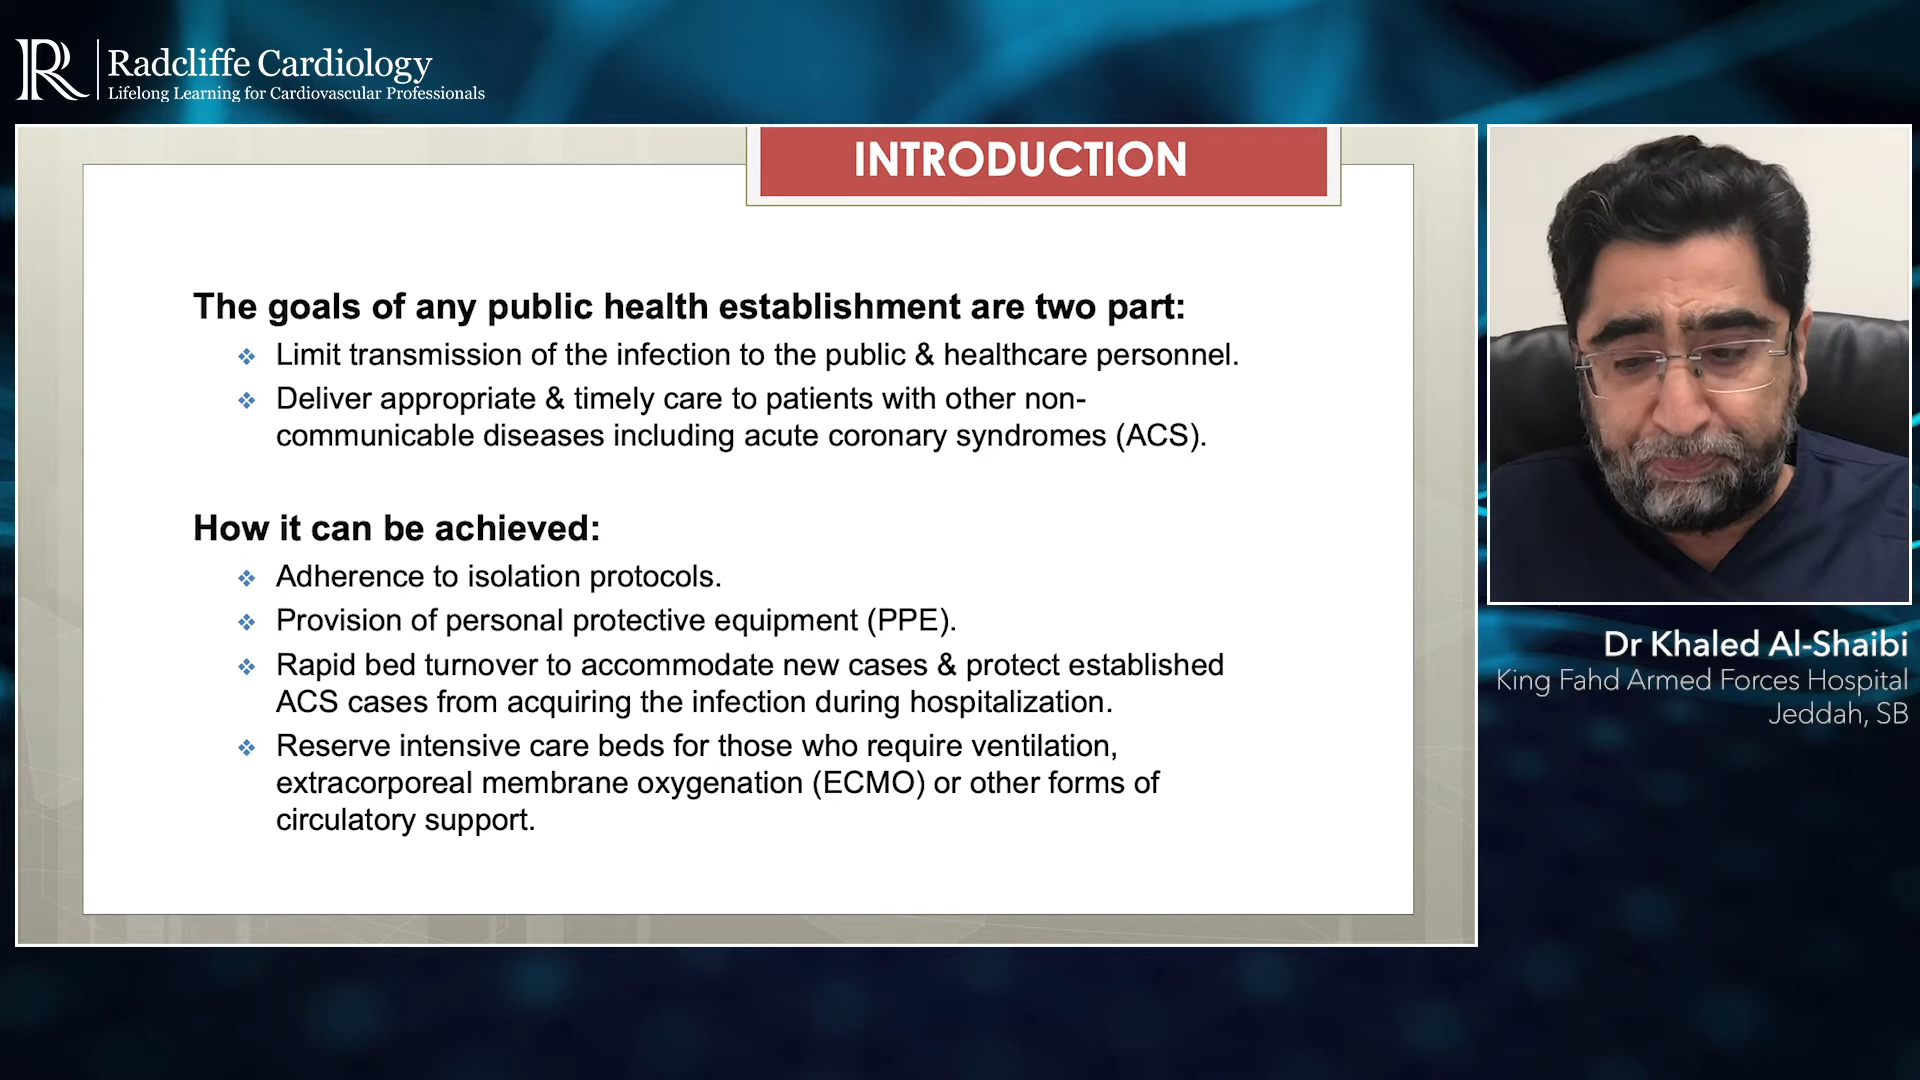 R
Radcliffe Cardiology
Lifelong Learning for Cardiovascular Professionals
INTRODUCTION
The goals of any public health establishment are two part:
❖ Limit transmission of the infection to the public & healthcare personnel.
❖ Deliver appropriate & timely care to patients with other non-
communicable diseases including acute coronary syndromes (ACS).
How it can be achieved:
❖ Adherence to isolation protocols.
❖ Provision of personal protective equipment (PPE).
❖ Rapid bed turnover to accommodate new cases & protect established
ACS cases from acquiring the infection during hospitalization.
❖ Reserve intensive care beds for those who require ventilation,
extracorporeal membrane oxygenation (ECMO) or other forms of
circulatory support.
Dr Khaled Al-Shaibi
King Fahd Armed Forces Hospital
Jeddah, SB